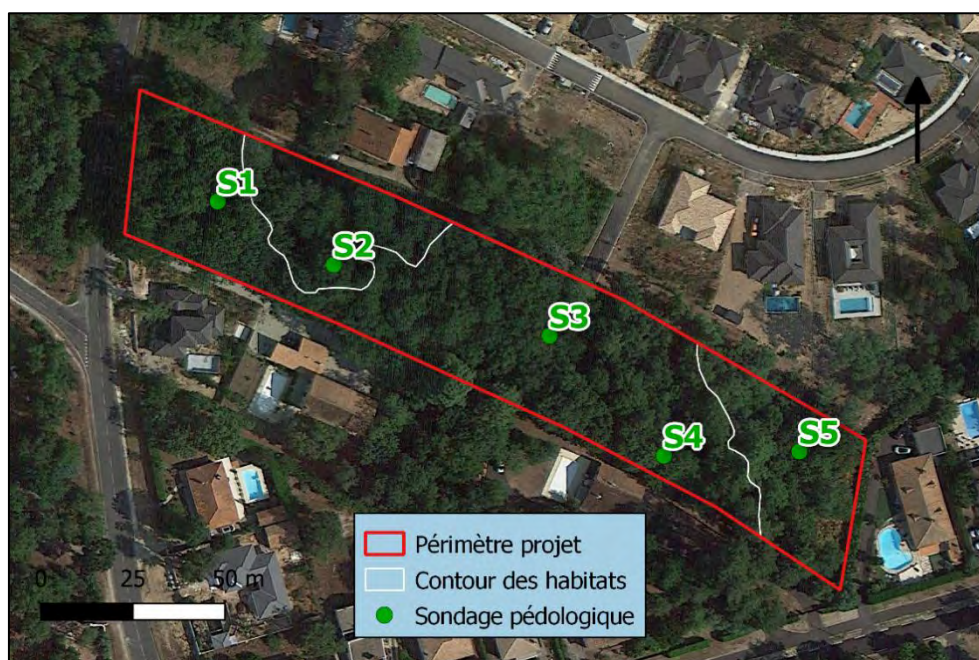 S1
S2
S3
S4
S5
Périmètre projet
Contour des habitats
Sondage pédologique
0 25 50 m